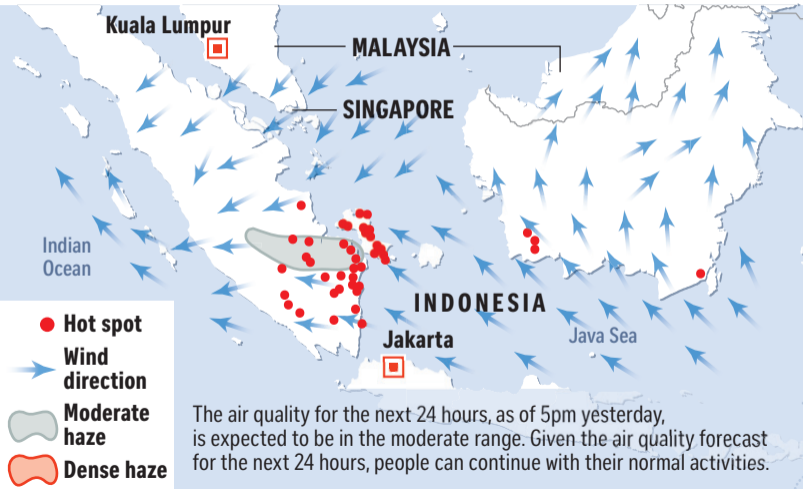 Kuala Lumpur
MALAYSIA
SINGAPORE
Indian
Ocean
INDONESIA
Hot spot
Jakarta
Java Sea
Wind
direction
Moderate
haze
Dense haze
The air quality for the next 24 hours, as of 5pm yesterday,
is expected to be in the moderate range. Given the air quality forecast
for the next 24 hours, people can continue with their normal activities.